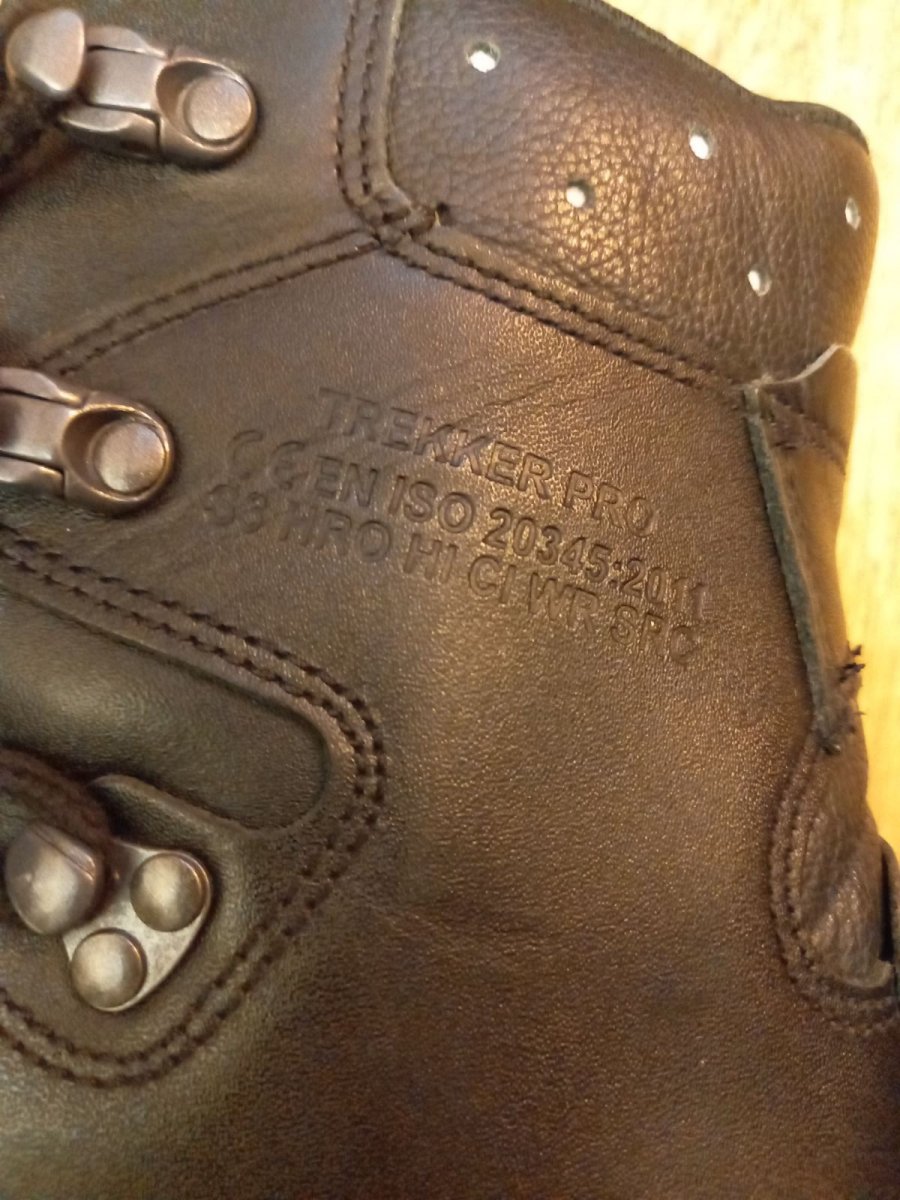 TREKKER PRO
CE EN ISO 20345:2011
S3 HRO HI CI WR SRC